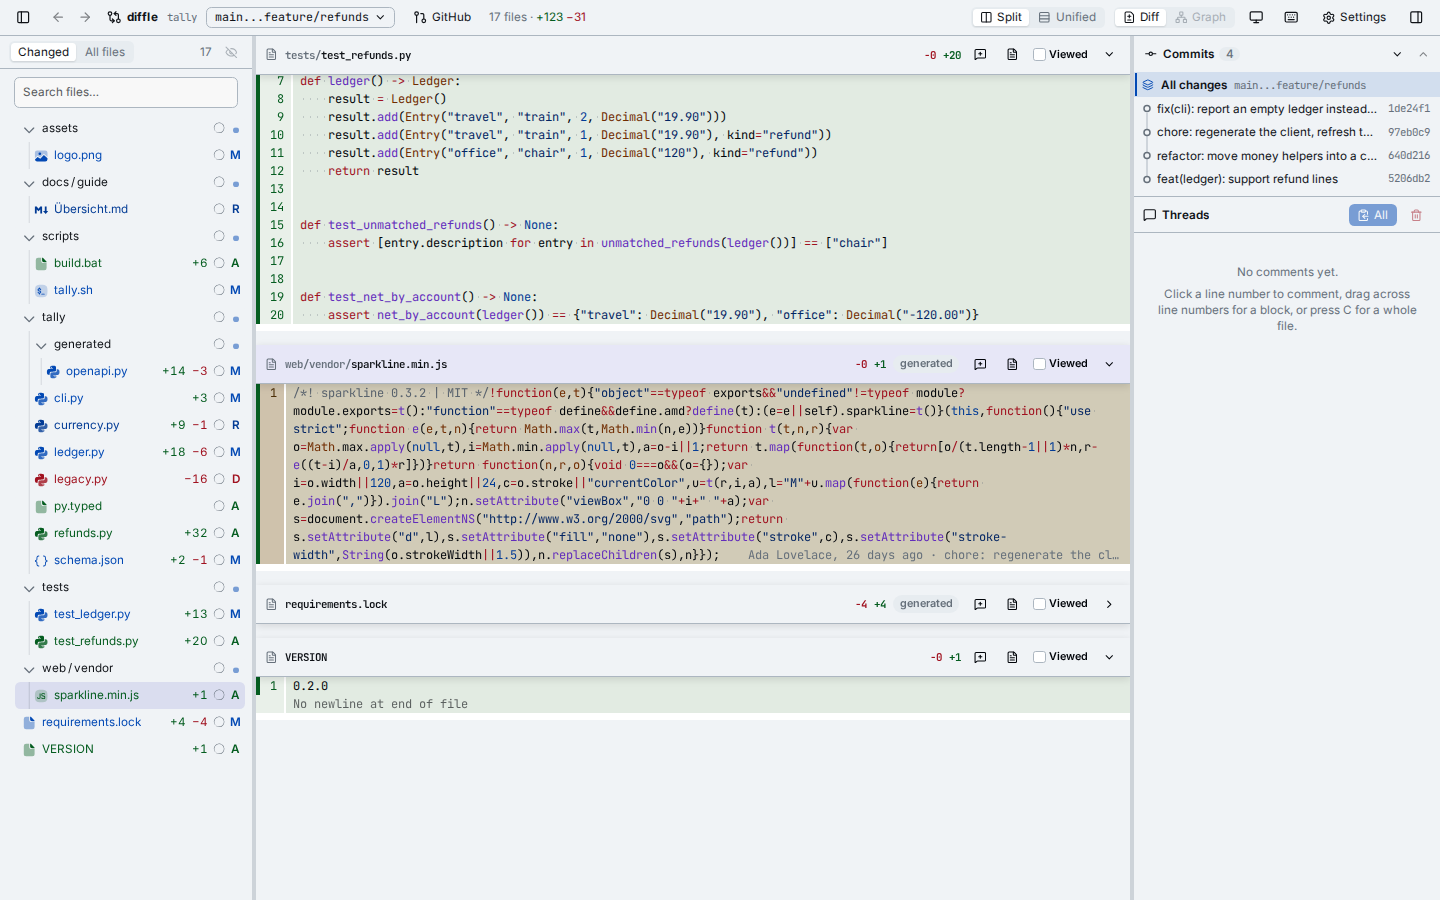 diffle tally main...feature/refunds GitHub 17 files · +123 −31 Split Unified Diff Graph Settings
Changed All files 17
Search files...
assets
logo.png M
docs/guide
Übersicht.md R
scripts
build.bat +6 A
tally.sh M
tally
generated
openapi.py +14 −3 M
cli.py +3 M
currency.py +9 −1 R
ledger.py +18 −6 M
legacy.py −16 D
py.typed A
refunds.py +32 A
schema.json +2 −1 M
tests
test_ledger.py +13 M
test_refunds.py +20 A
web/vendor
sparkline.min.js +1 A
requirements.lock +4 −4 M
VERSION +1 A
tests/test_refunds.py -0 +20 Viewed
7 def ledger() -> Ledger:
8 ····result = Ledger()
9 ····result.add(Entry("travel", "train", 2, Decimal("19.90")))
10 ····result.add(Entry("travel", "train", 1, Decimal("19.90"), kind="refund"))
11 ····result.add(Entry("office", "chair", 1, Decimal("120"), kind="refund"))
12 ····return result
13
14
15 def test_unmatched_refunds() -> None:
16 ····assert [entry.description for entry in unmatched_refunds(ledger())] == ["chair"]
17
18
19 def test_net_by_account() -> None:
20 ····assert net_by_account(ledger()) == {"travel": Decimal("19.90"), "office": Decimal("-120.00")}
web/vendor/sparkline.min.js -0 +1 generated Viewed
1 /*! sparkline 0.3.2 | MIT */!function(e,t){"object"==typeof exports&&"undefined"!=typeof module?
module.exports=t():"function"==typeof define&&define.amd?define(t):(e=e||self).sparkline=t()}(this,function(){"use
strict";function e(e,t,n){return Math.max(t,Math.min(n,e))}function t(t,n,r){var
o=Math.max.apply(null,t),i=Math.min.apply(null,t),a=o-i||1;return t.map(function(t,o){return[o/(t.length-1||1)*n,r-
e((t-i)/a,0,1)*r]})}return function(n,r,o){void 0===o&&(o={});var
i=o.width||120,a=o.height||24,c=o.stroke||"currentColor",u=t(r,i,a),l="M"+u.map(function(e){return
e.join(",")}).join("L");n.setAttribute("viewBox","0 0 "+i+" "+a);var
s=document.createElementNS("http://www.w3.org/2000/svg","path");return
s.setAttribute("d",l),s.setAttribute("fill","none"),s.setAttribute("stroke",c),s.setAttribute("stroke-
width",String(o.strokeWidth||1.5)),n.replaceChildren(s),n}}); Ada Lovelace, 26 days ago · chore: regenerate the cl…
requirements.lock -4 +4 generated Viewed
VERSION -0 +1 Viewed
1 0.2.0
No newline at end of file
Commits 4
All changes main...feature/refunds
fix(cli): report an empty ledger instead... 1de24f1
chore: regenerate the client, refresh t... 97eb0c9
refactor: move money helpers into a c... 640d216
feat(ledger): support refund lines 5206db2
Threads All
No comments yet.
Click a line number to comment, drag across
line numbers for a block, or press C for a whole
file.